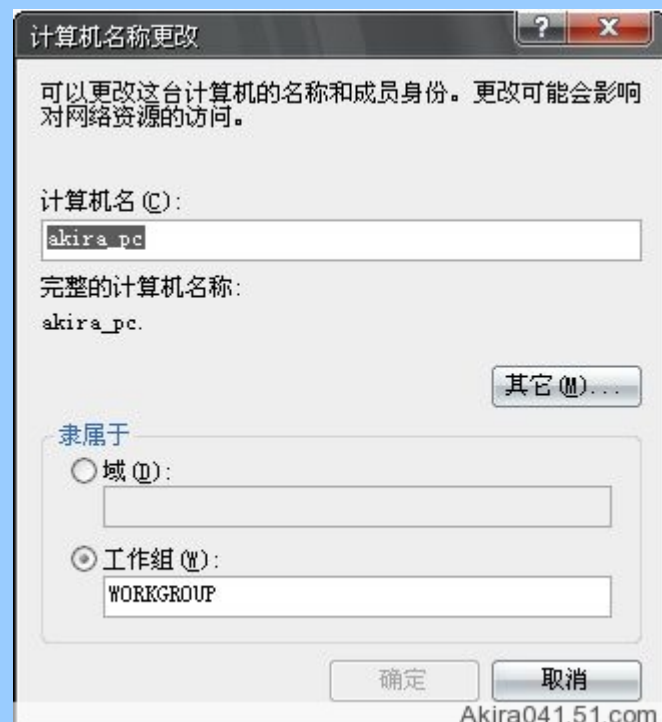 计算机名称更改
可以更改这台计算机的名称和成员身份。更改可能会影响
对网络资源的访问。
计算机名(C):
akira_pc
完整的计算机名称:
akira_pc.
其它(M)...
隶属于
域(D):
工作组(W):
WORKGROUP
确定
取消
Akira041.51.com